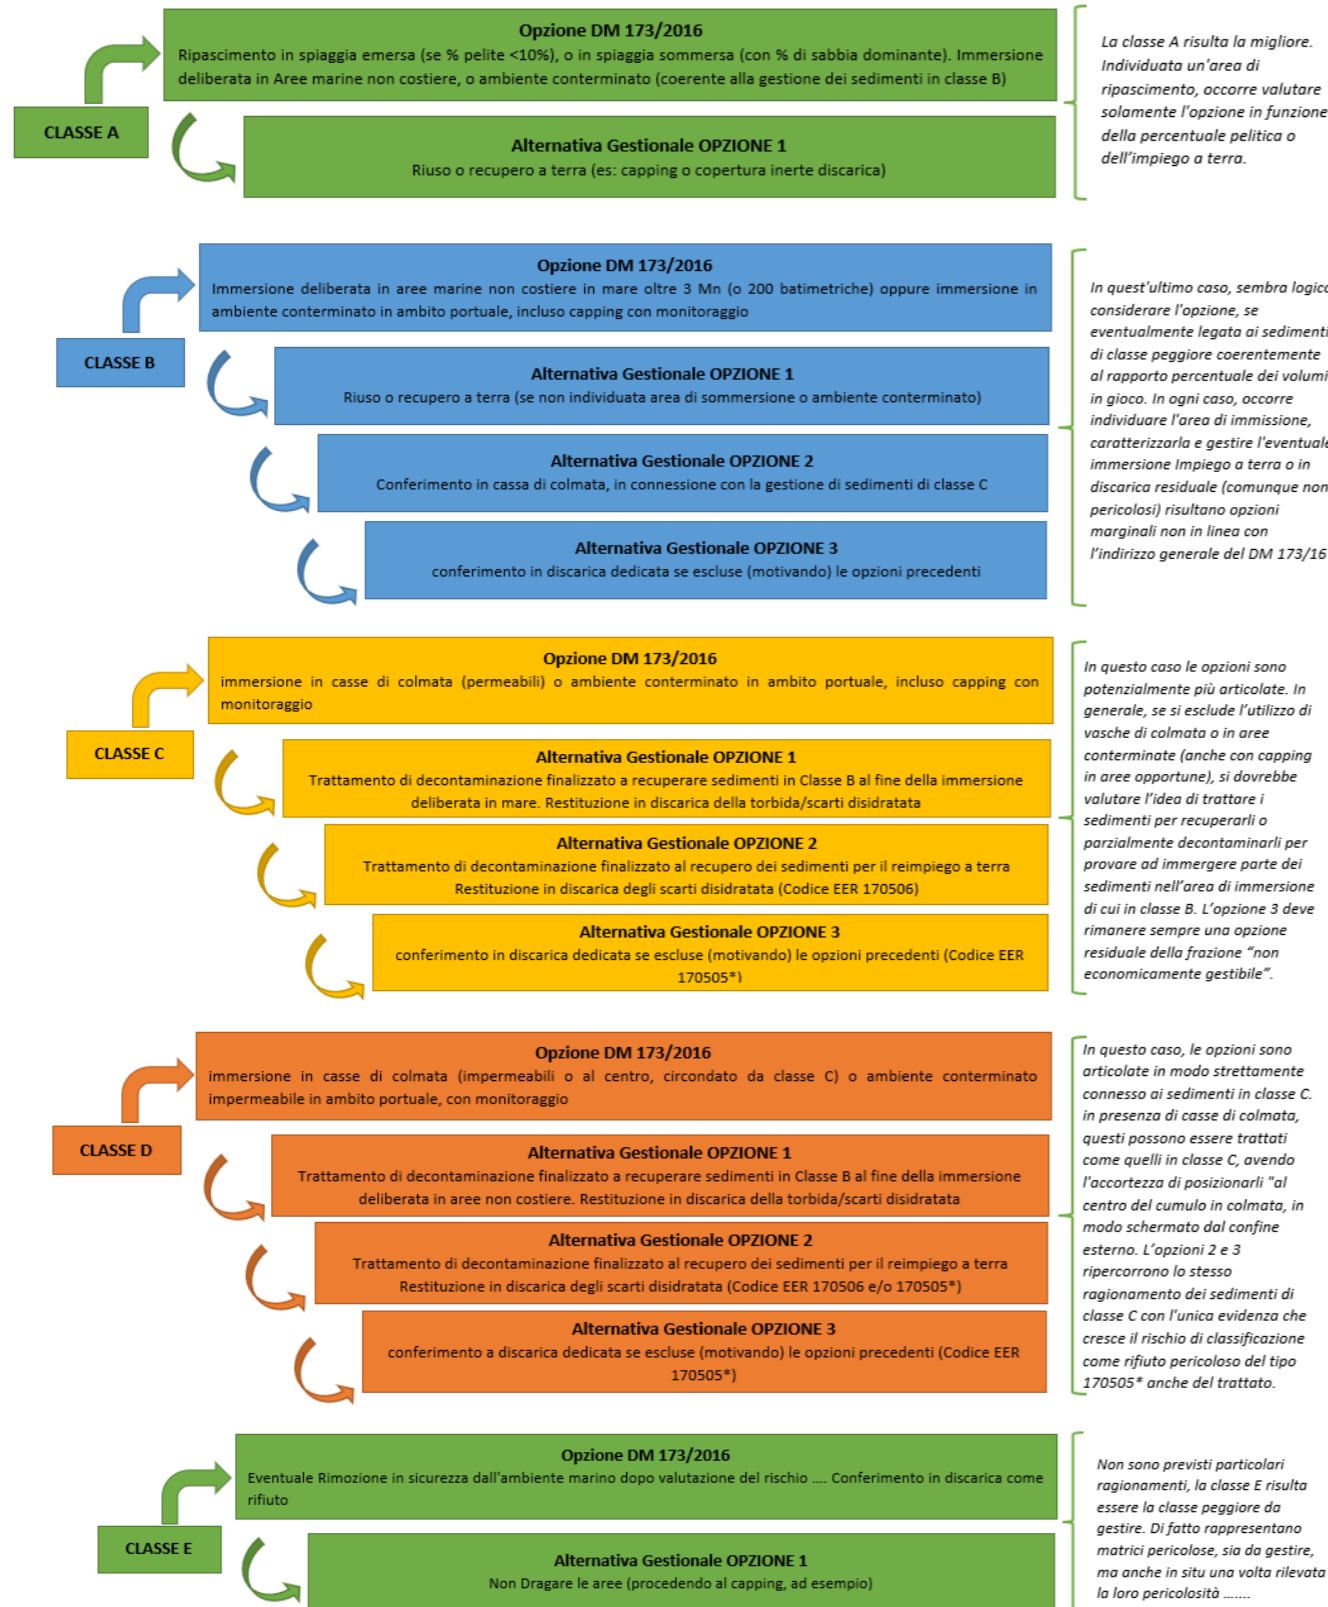 Opzione DM 173/2016
Ripascimento in spiaggia emersa (se % pelite <10%), o in spiaggia sommersa (con % di sabbia dominante). Immersione
deliberata in Aree marine non costiere, o ambiente conterminato (coerente alla gestione dei sedimenti in classe B)
CLASSE A
Alternativa Gestionale OPZIONE 1
Riuso o recupero a terra (es: capping o copertura inerte discarica)
La classe A risulta la migliore.
Individuata un'area di
ripascimento, occorre valutare
solamente l'opzione in funzione
della percentuale pelitica o
dell’impiego a terra.
Opzione DM 173/2016
Immersione deliberata in aree marine non costiere in mare oltre 3 Mn (o 200 batimetriche) oppure immersione in
ambiente conterminato in ambito portuale, incluso capping con monitoraggio
CLASSE B
Alternativa Gestionale OPZIONE 1
Riuso o recupero a terra (se non individuata area di sommersione o ambiente conterminato)
Alternativa Gestionale OPZIONE 2
Conferimento in cassa di colmata, in connessione con la gestione di sedimenti di classe C
Alternativa Gestionale OPZIONE 3
conferimento in discarica dedicata se escluse (motivando) le opzioni precedenti
In quest'ultimo caso, sembra logico
considerare l'opzione, se
eventualmente legata ai sedimenti
di classe peggiore coerentemente
al rapporto percentuale dei volumi
in gioco. In ogni caso, occorre
individuare l'area di immissione,
caratterizzarla e gestire l'eventuale
immersione Impiego a terra o in
discarica residuale (comunque non
pericolosi) risultano opzioni
marginali non in linea con
l’indirizzo generale del DM 173/16
Opzione DM 173/2016
immersione in casse di colmata (permeabili) o ambiente conterminato in ambito portuale, incluso capping con
monitoraggio
CLASSE C
Alternativa Gestionale OPZIONE 1
Trattamento di decontaminazione finalizzato a recuperare sedimenti in Classe B al fine della immersione
deliberata in mare. Restituzione in discarica della torbida/scarti disidratata
Alternativa Gestionale OPZIONE 2
Trattamento di decontaminazione finalizzato al recupero dei sedimenti per il reimpiego a terra
Restituzione in discarica degli scarti disidratata (Codice EER 170506)
Alternativa Gestionale OPZIONE 3
conferimento in discarica dedicata se escluse (motivando) le opzioni precedenti (Codice EER
170505*)
In questo caso le opzioni sono
potenzialmente più articolate. In
generale, se si esclude l’utilizzo di
vasche di colmata o in aree
conterminate (anche con capping
in aree opportune), si dovrebbe
valutare l’idea di trattare i
sedimenti per recuperarli o
parzialmente decontaminarli per
provare ad immergere parte dei
sedimenti nell’area di immersione
di cui in classe B. L’opzione 3 deve
rimanere sempre una opzione
residuale della frazione “non
economicamente gestibile”.
Opzione DM 173/2016
immersione in casse di colmata (impermeabili o al centro, circondato da classe C) o ambiente conterminato
impermeabile in ambito portuale, con monitoraggio
CLASSE D
Alternativa Gestionale OPZIONE 1
Trattamento di decontaminazione finalizzato a recuperare sedimenti in Classe B al fine della immersione
deliberata in aree non costiere. Restituzione in discarica della torbida/scarti disidratata
Alternativa Gestionale OPZIONE 2
Trattamento di decontaminazione finalizzato al recupero dei sedimenti per il reimpiego a terra
Restituzione in discarica degli scarti disidratata (Codice EER 170506 e/o 170505*)
Alternativa Gestionale OPZIONE 3
conferimento a discarica dedicata se escluse (motivando) le opzioni precedenti (Codice EER
170505*)
In questo caso, le opzioni sono
articolate in modo strettamente
connesso ai sedimenti in classe C.
in presenza di casse di colmata,
questi possono essere trattati
come quelli in classe C, avendo
l'accortezza di posizionarli "al
centro del cumulo in colmata, in
modo schermato dal confine
esterno. L’opzioni 2 e 3
ripercorrono lo stesso
ragionamento dei sedimenti di
classe C con l'unica evidenza che
cresce il rischio di classificazione
come rifiuto pericoloso del tipo
170505* anche del trattato.
Opzione DM 173/2016
Eventuale Rimozione in sicurezza dall'ambiente marino dopo valutazione del rischio .... Conferimento in discarica come
rifiuto
CLASSE E
Alternativa Gestionale OPZIONE 1
Non Dragare le aree (procedendo al capping, ad esempio)
Non sono previsti particolari
ragionamenti, la classe E risulta
essere la classe peggiore da
gestire. Di fatto rappresentano
matrici pericolose, sia da gestire,
ma anche in situ una volta rilevata
la loro pericolosità .......